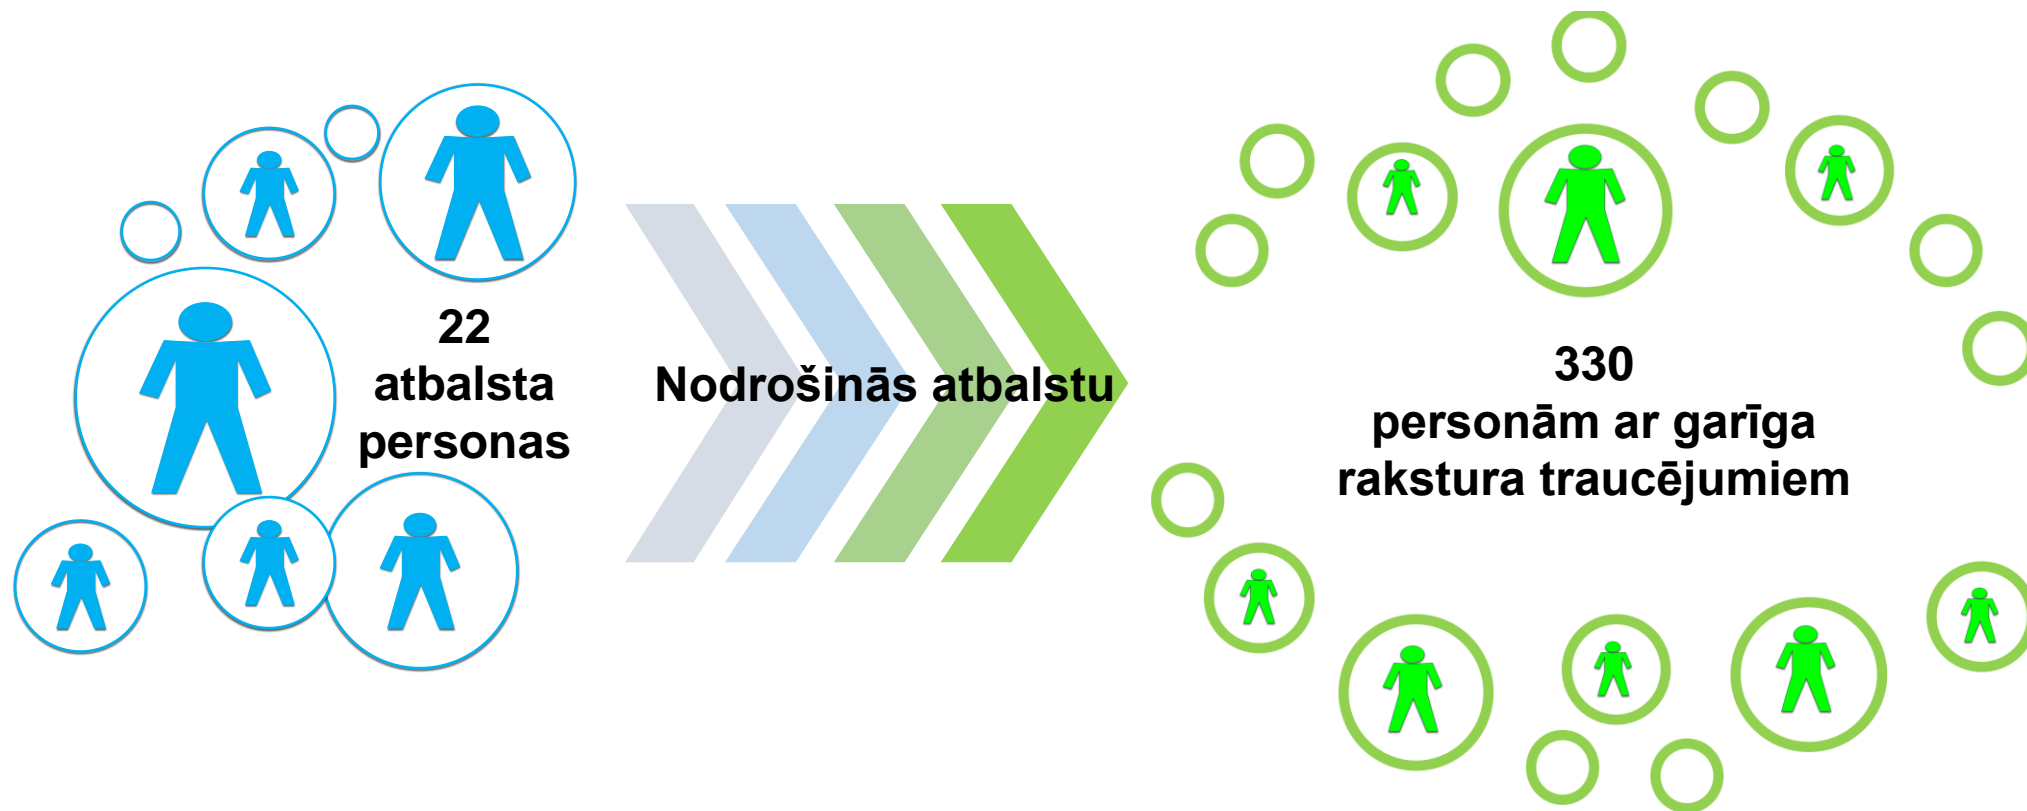 22
atbalsta
personas
Nodrošinās atbalstu
330
personām ar garīga
rakstura traucējumiem